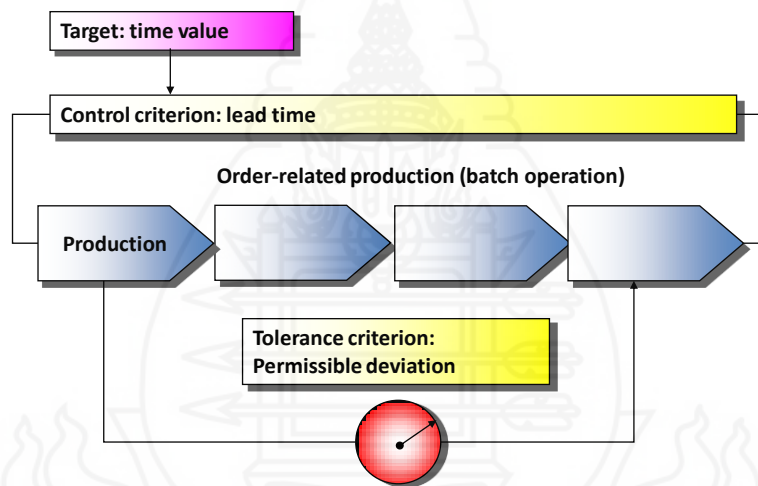 Target: time value
Control criterion: lead time
Order-related production (batch operation)
Production
Tolerance criterion:
Permissible deviation